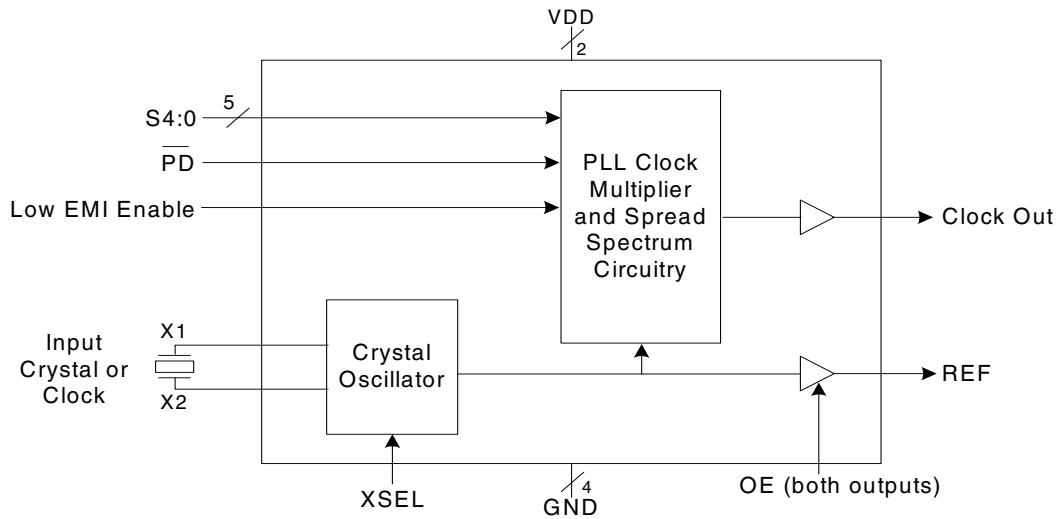 VDD
2
S4:0
5
PD
Low EMI Enable
PLL Clock
Multiplier
and Spread
Spectrum
Circuitry
Clock Out
Input
Crystal or
Clock
X1
X2
Crystal
Oscillator
REF
XSEL
4
GND
OE (both outputs)